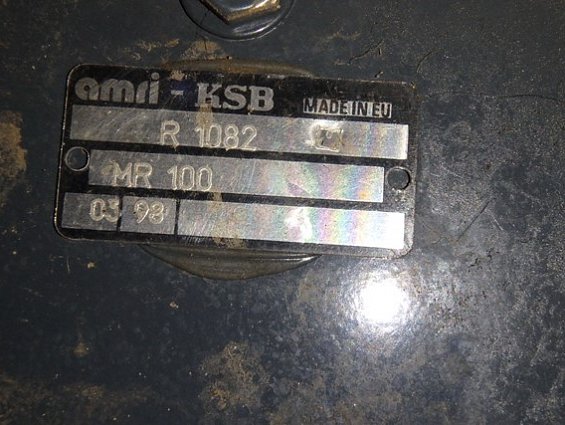 amri - KSB MADE IN EU
R 1082
MR 100
03 98